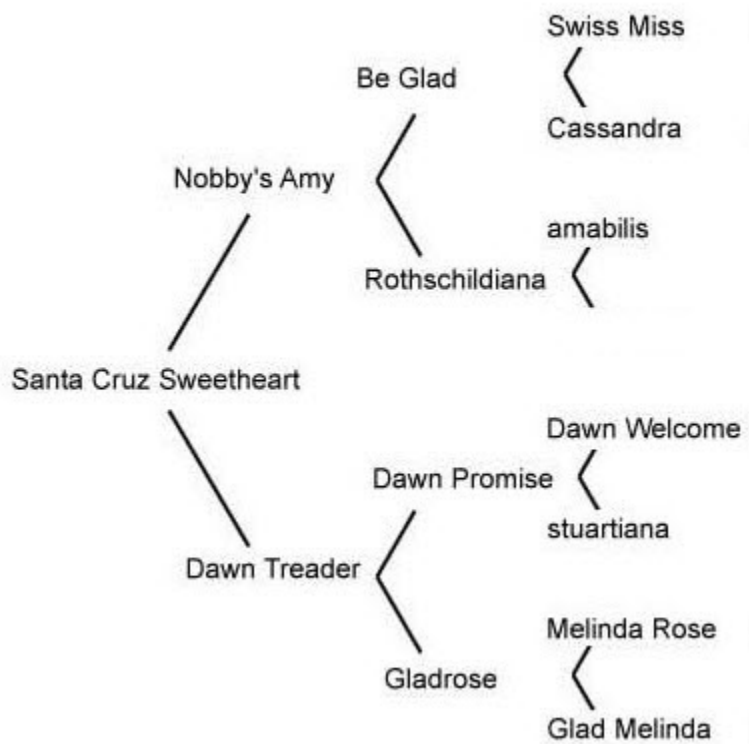 Swiss Miss
Be Glad
Cassandra
Nobby's Amy
amabilis
Rothschildiana
Santa Cruz Sweetheart
Dawn Welcome
Dawn Promise
stuartiana
Dawn Treader
Melinda Rose
Gladrose
Glad Melinda